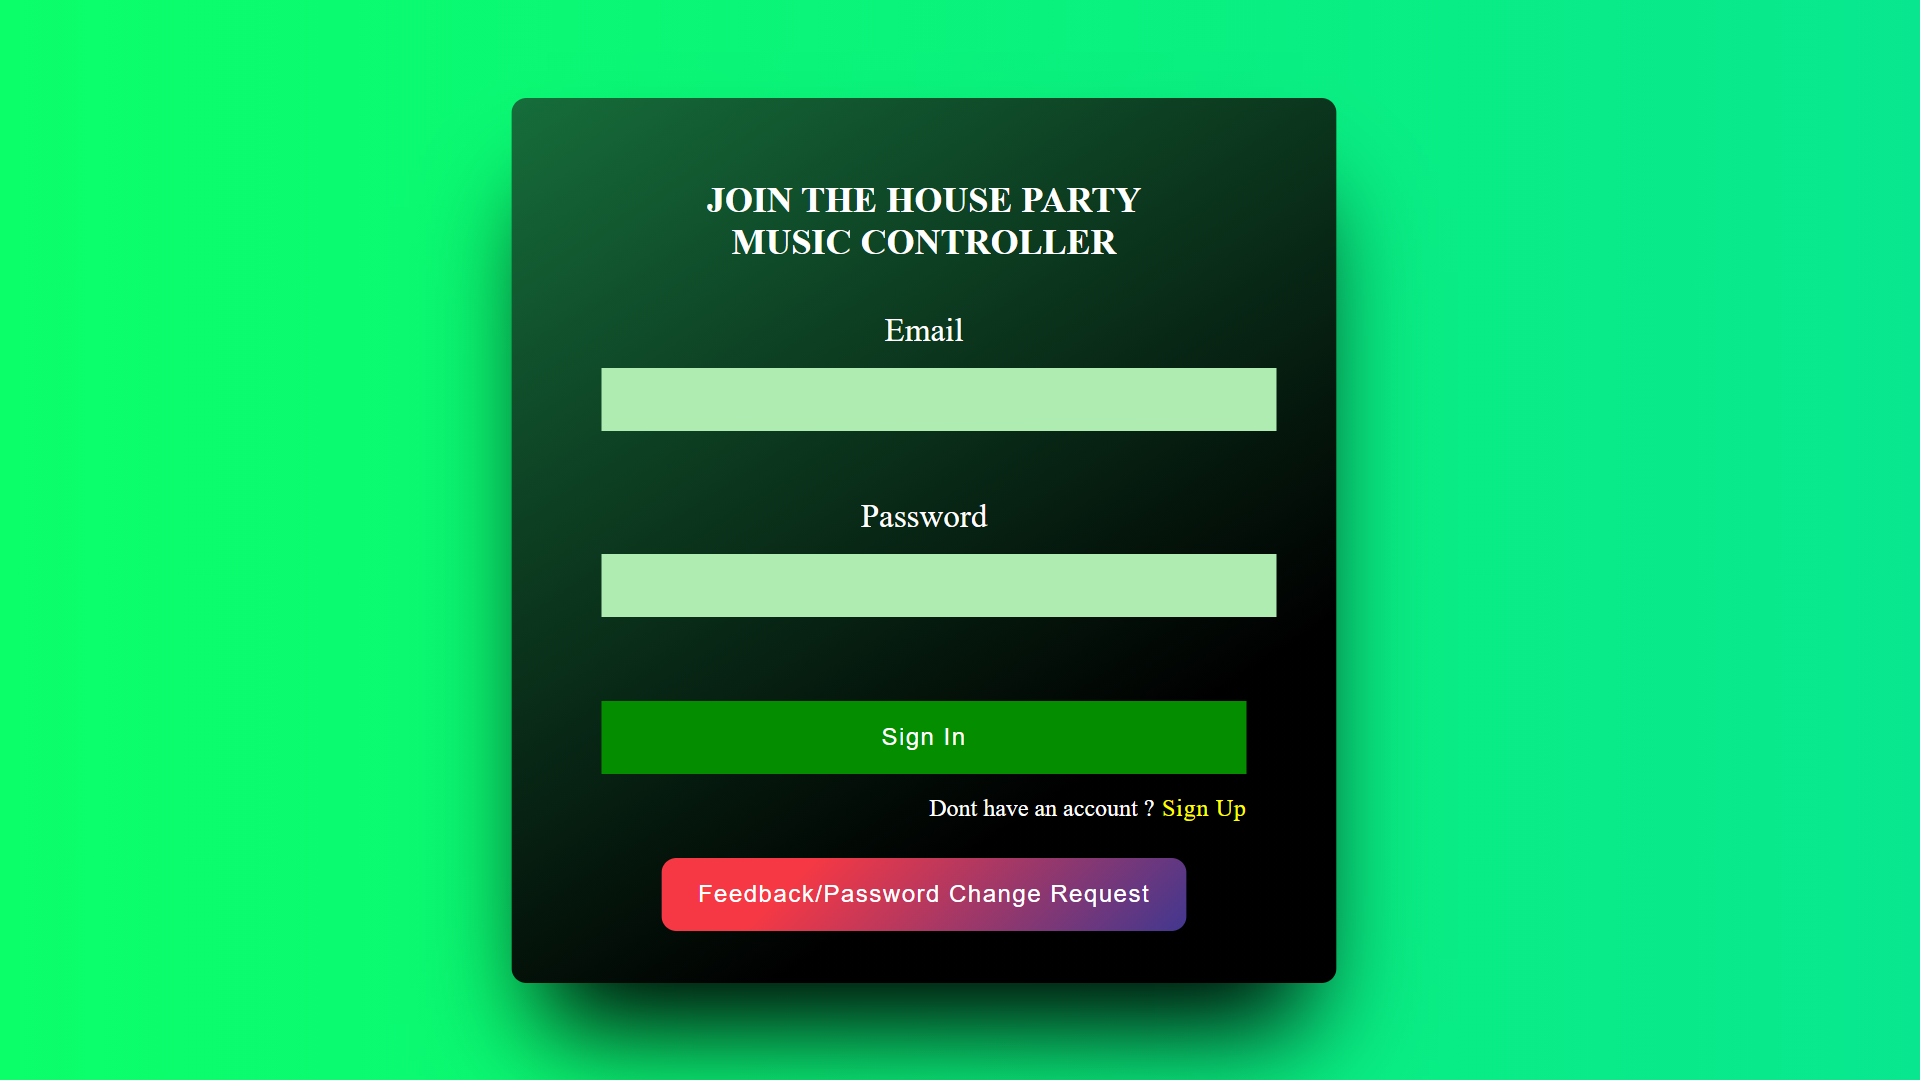 JOIN THE HOUSE PARTY
MUSIC CONTROLLER
Email
Password
Sign In
Dont have an account ? Sign Up
Feedback/Password Change Request